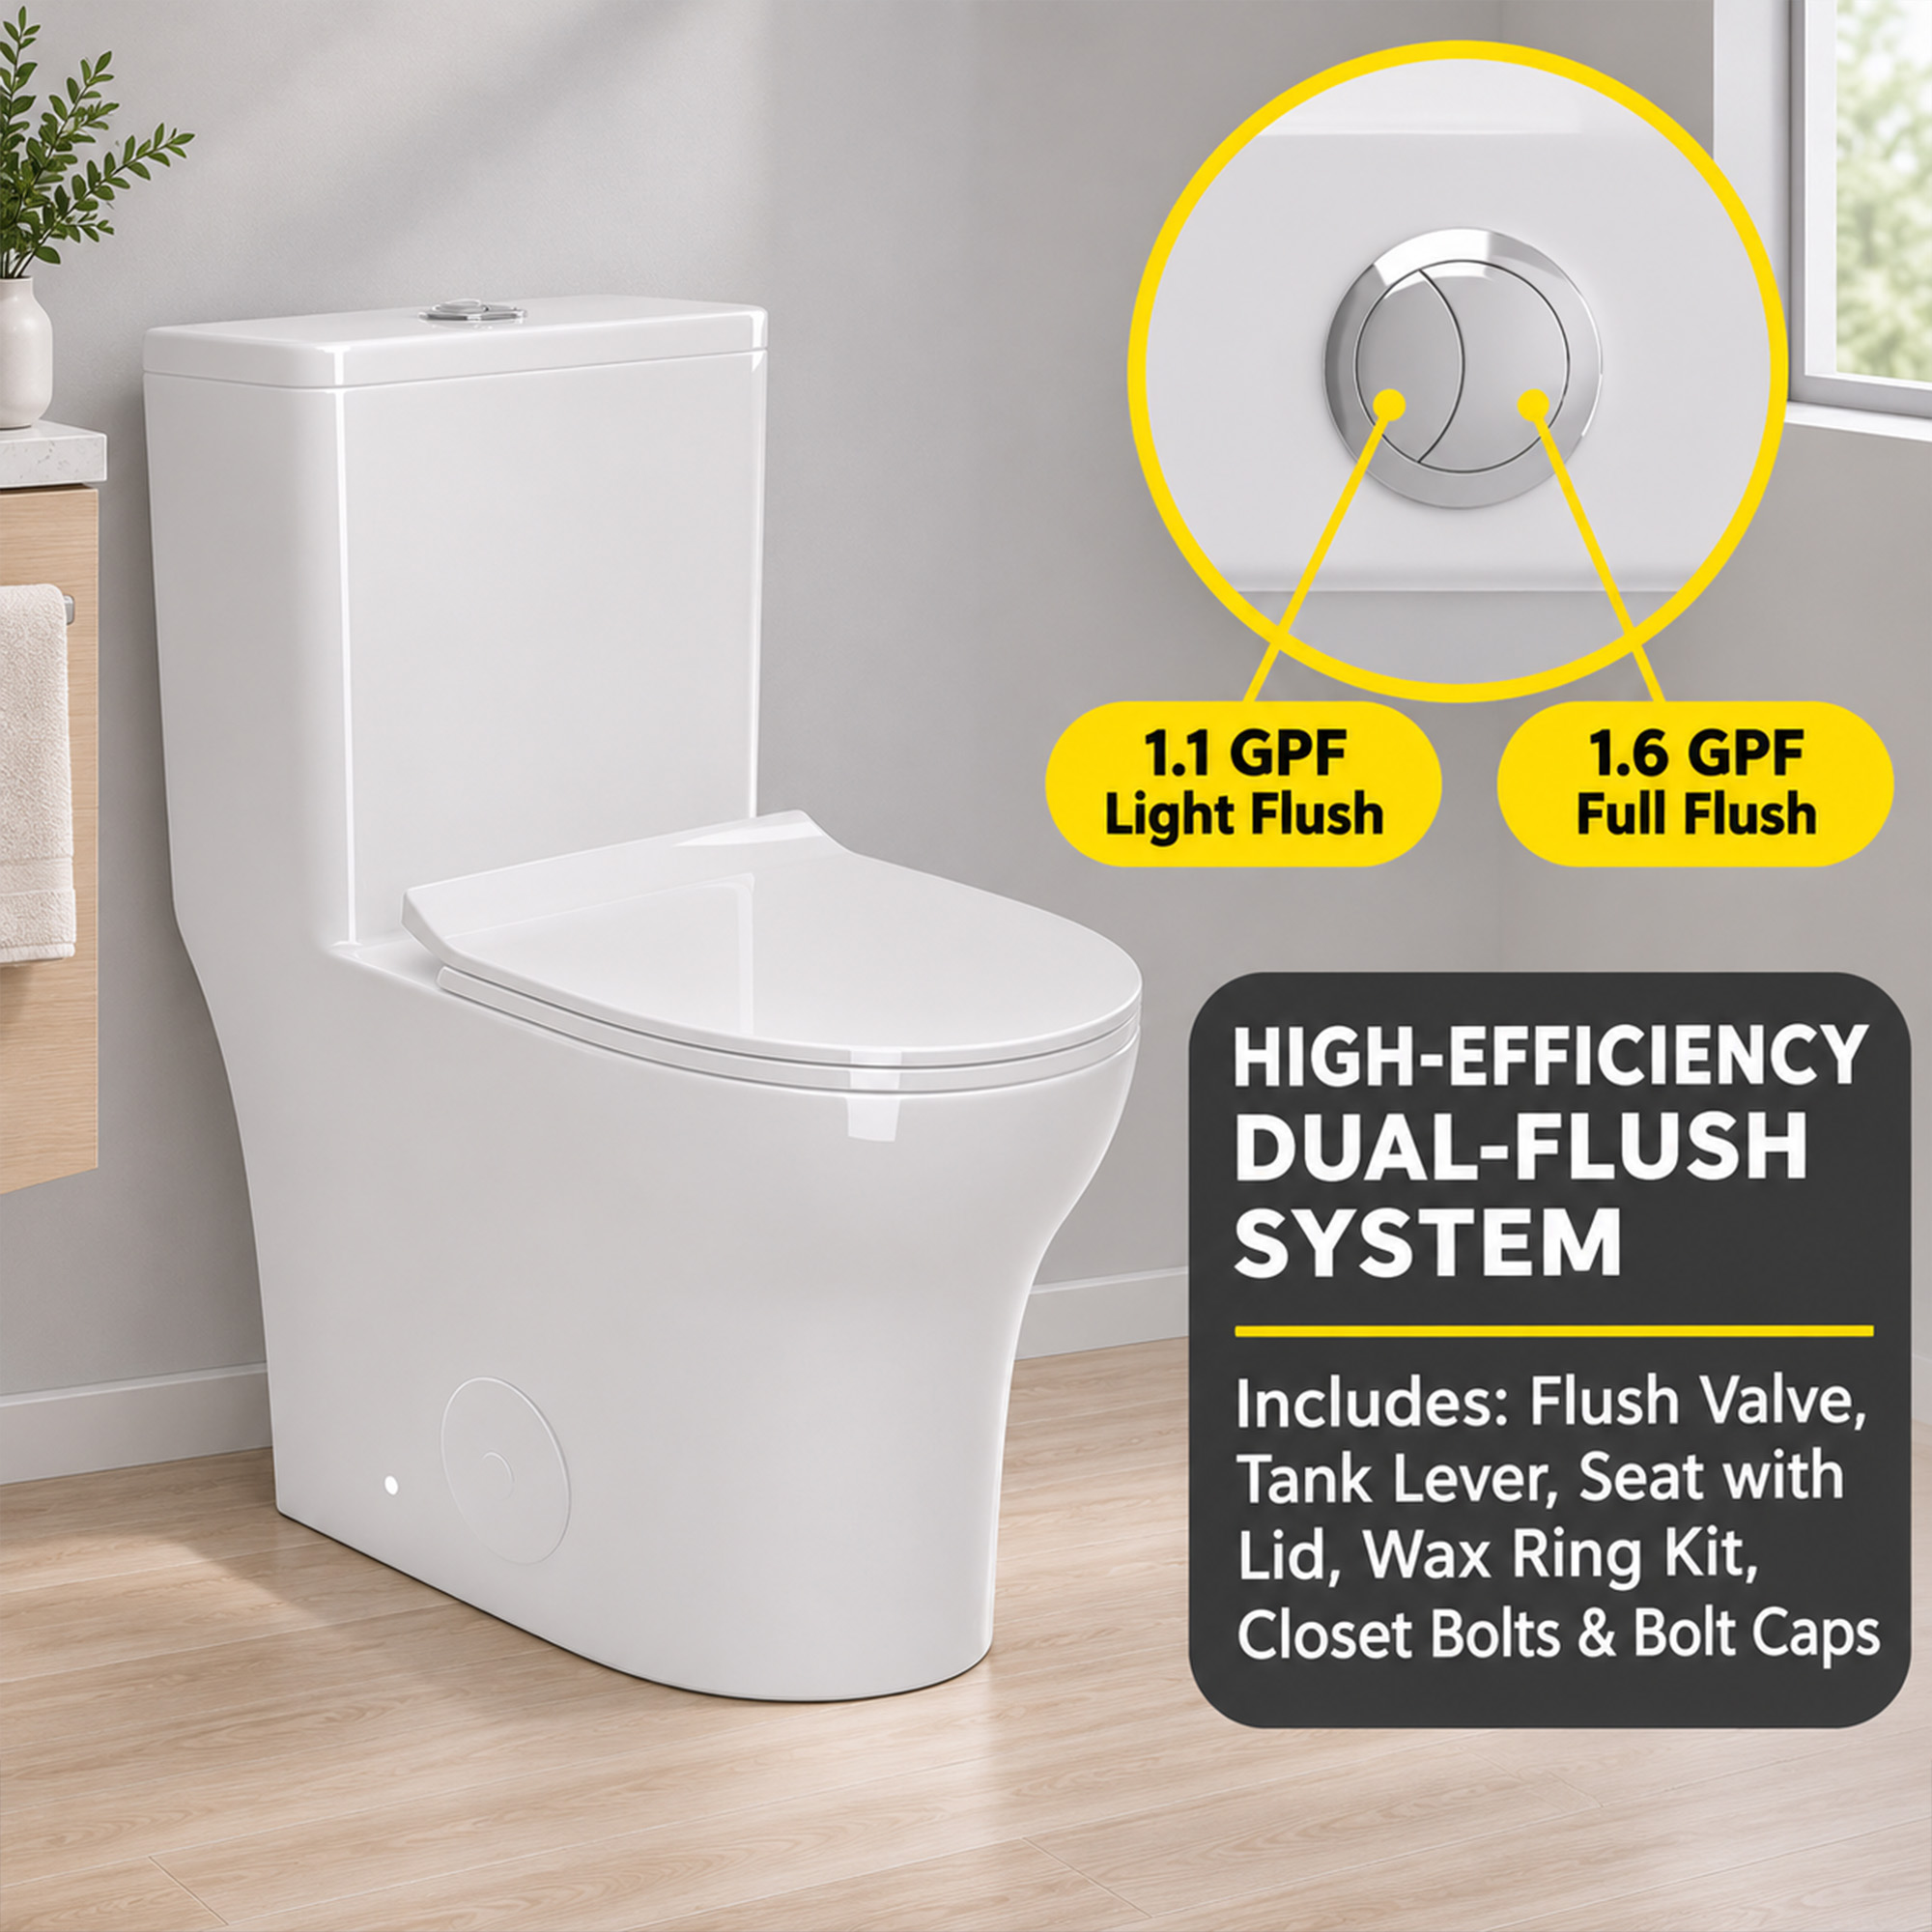 1.1 GPF
Light Flush
1.6 GPF
Full Flush
HIGH-EFFICIENCY
DUAL-FLUSH
SYSTEM
Includes: Flush Valve,
Tank Lever, Seat with
Lid, Wax Ring Kit,
Closet Bolts & Bolt Caps